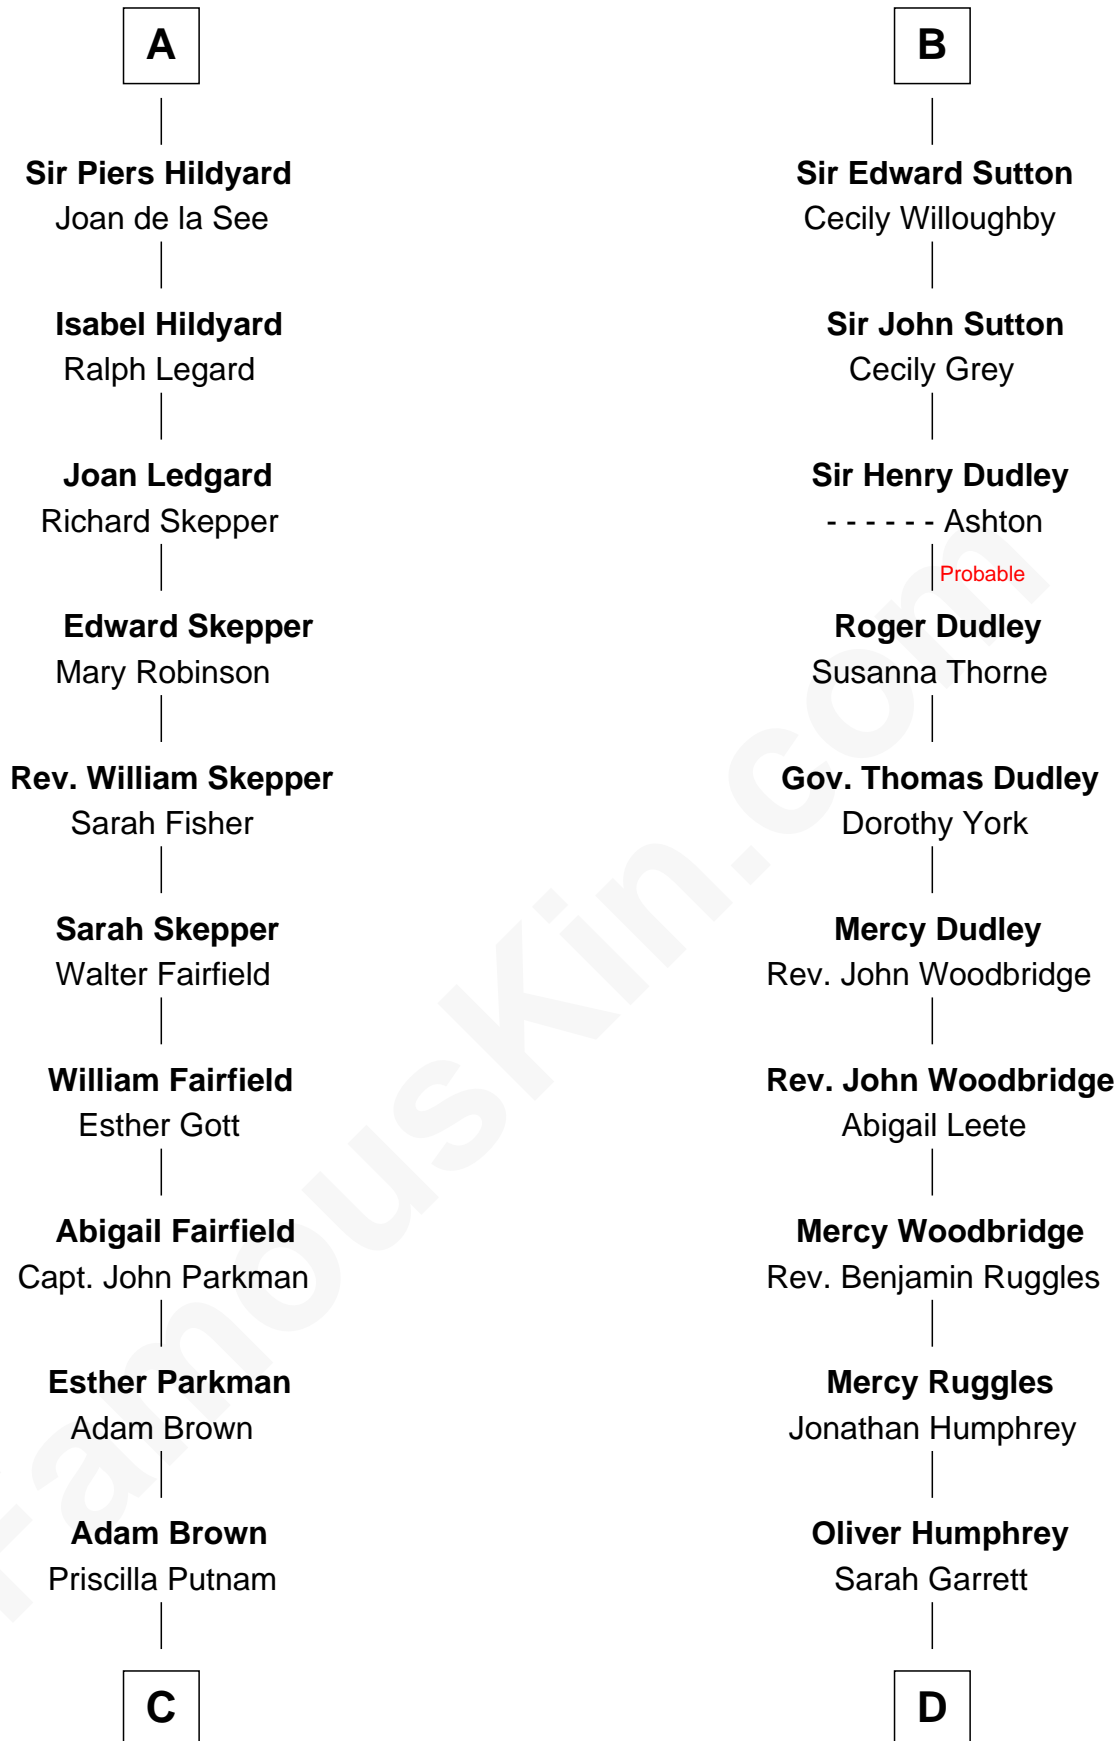 A
Sir Piers Hildyard
Joan de la See
Isabel Hildyard
Ralph Legard
Joan Ledgard
Richard Skepper
Edward Skepper
Mary Robinson
Rev. William Skepper
Sarah Fisher
Sarah Skepper
Walter Fairfield
William Fairfield
Esther Gott
Abigail Fairfield
Capt. John Parkman
Esther Parkman
Adam Brown
Adam Brown
Priscilla Putnam
C
B
Sir Edward Sutton
Cecily Willoughby
Sir John Sutton
Cecily Grey
Sir Henry Dudley
- - - - - - Ashton
Probable
Roger Dudley
Susanna Thorne
Gov. Thomas Dudley
Dorothy York
Mercy Dudley
Rev. John Woodbridge
Rev. John Woodbridge
Abigail Leete
Mercy Woodbridge
Rev. Benjamin Ruggles
Mercy Ruggles
Jonathan Humphrey
Oliver Humphrey
Sarah Garrett
D
FamousKin.com